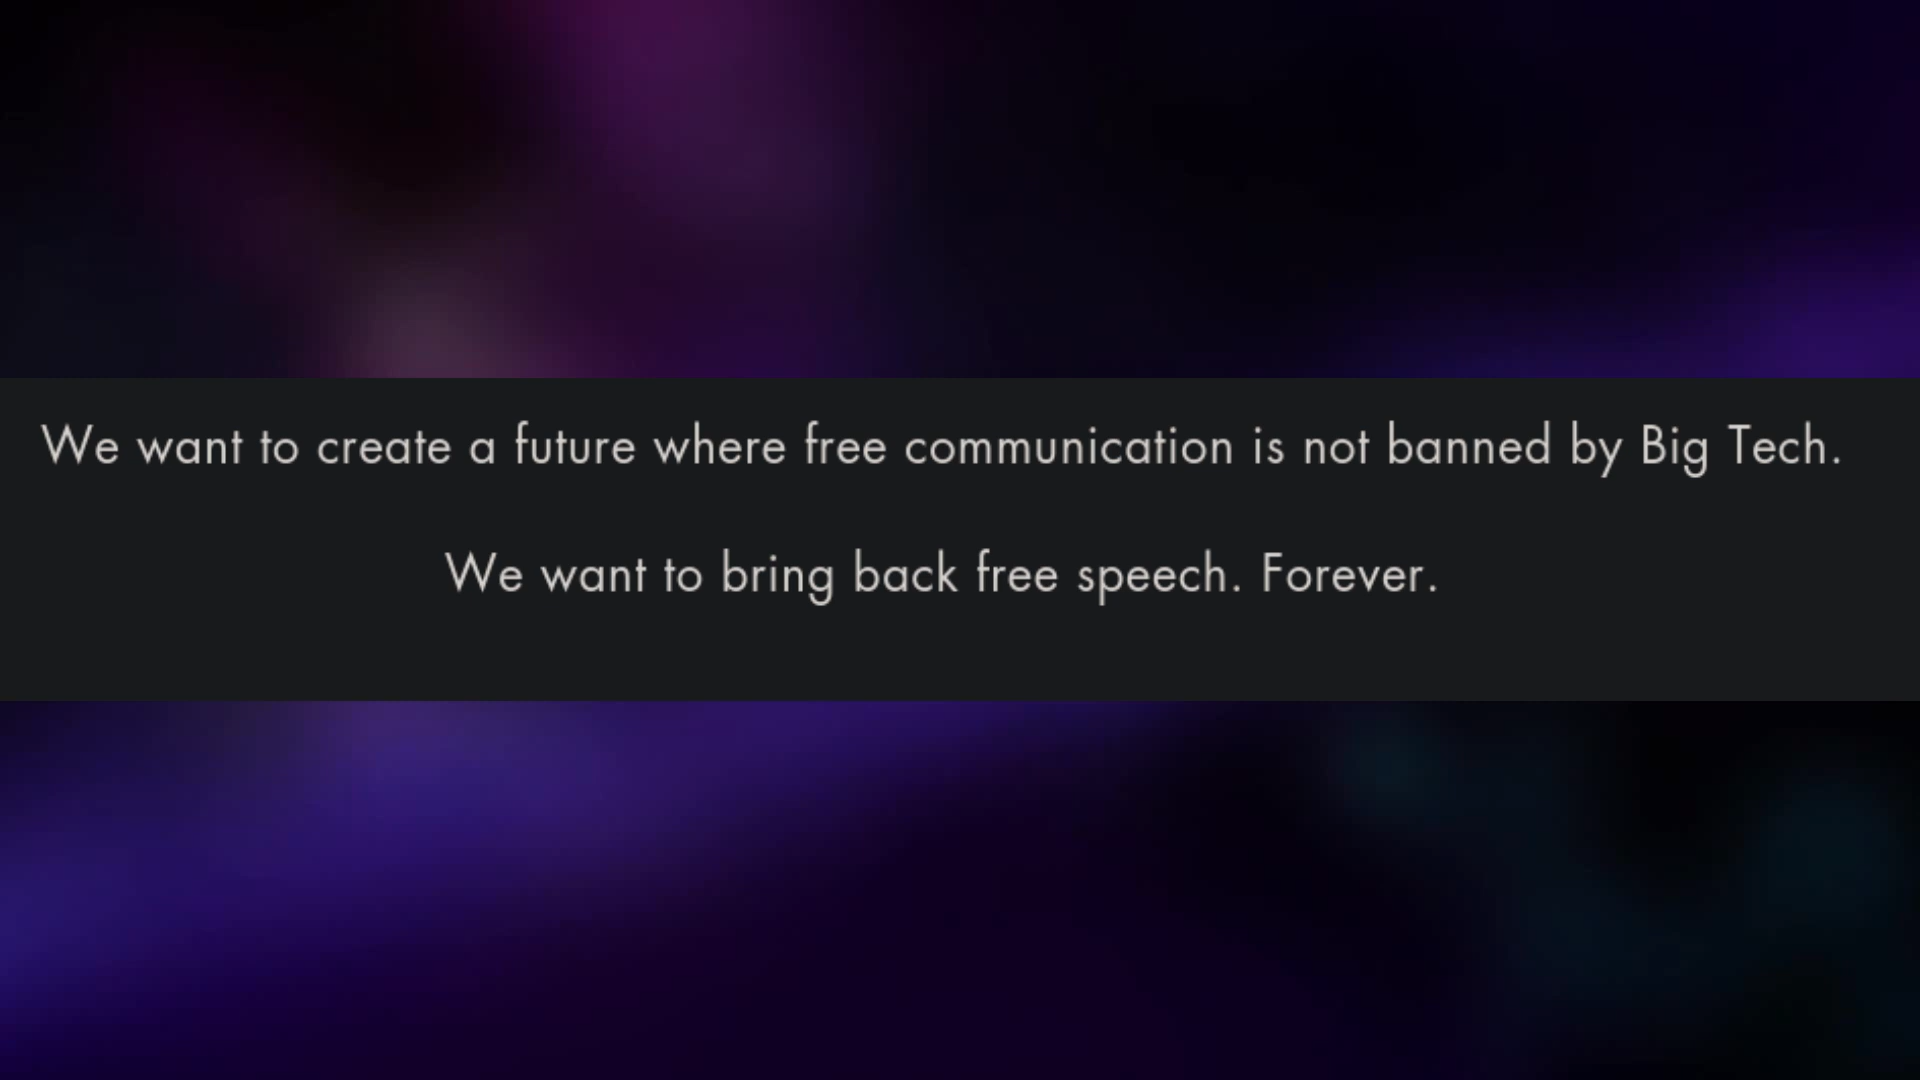 We want to create a future where free communication is not banned by Big Tech.
We want to bring back free speech. Forever.